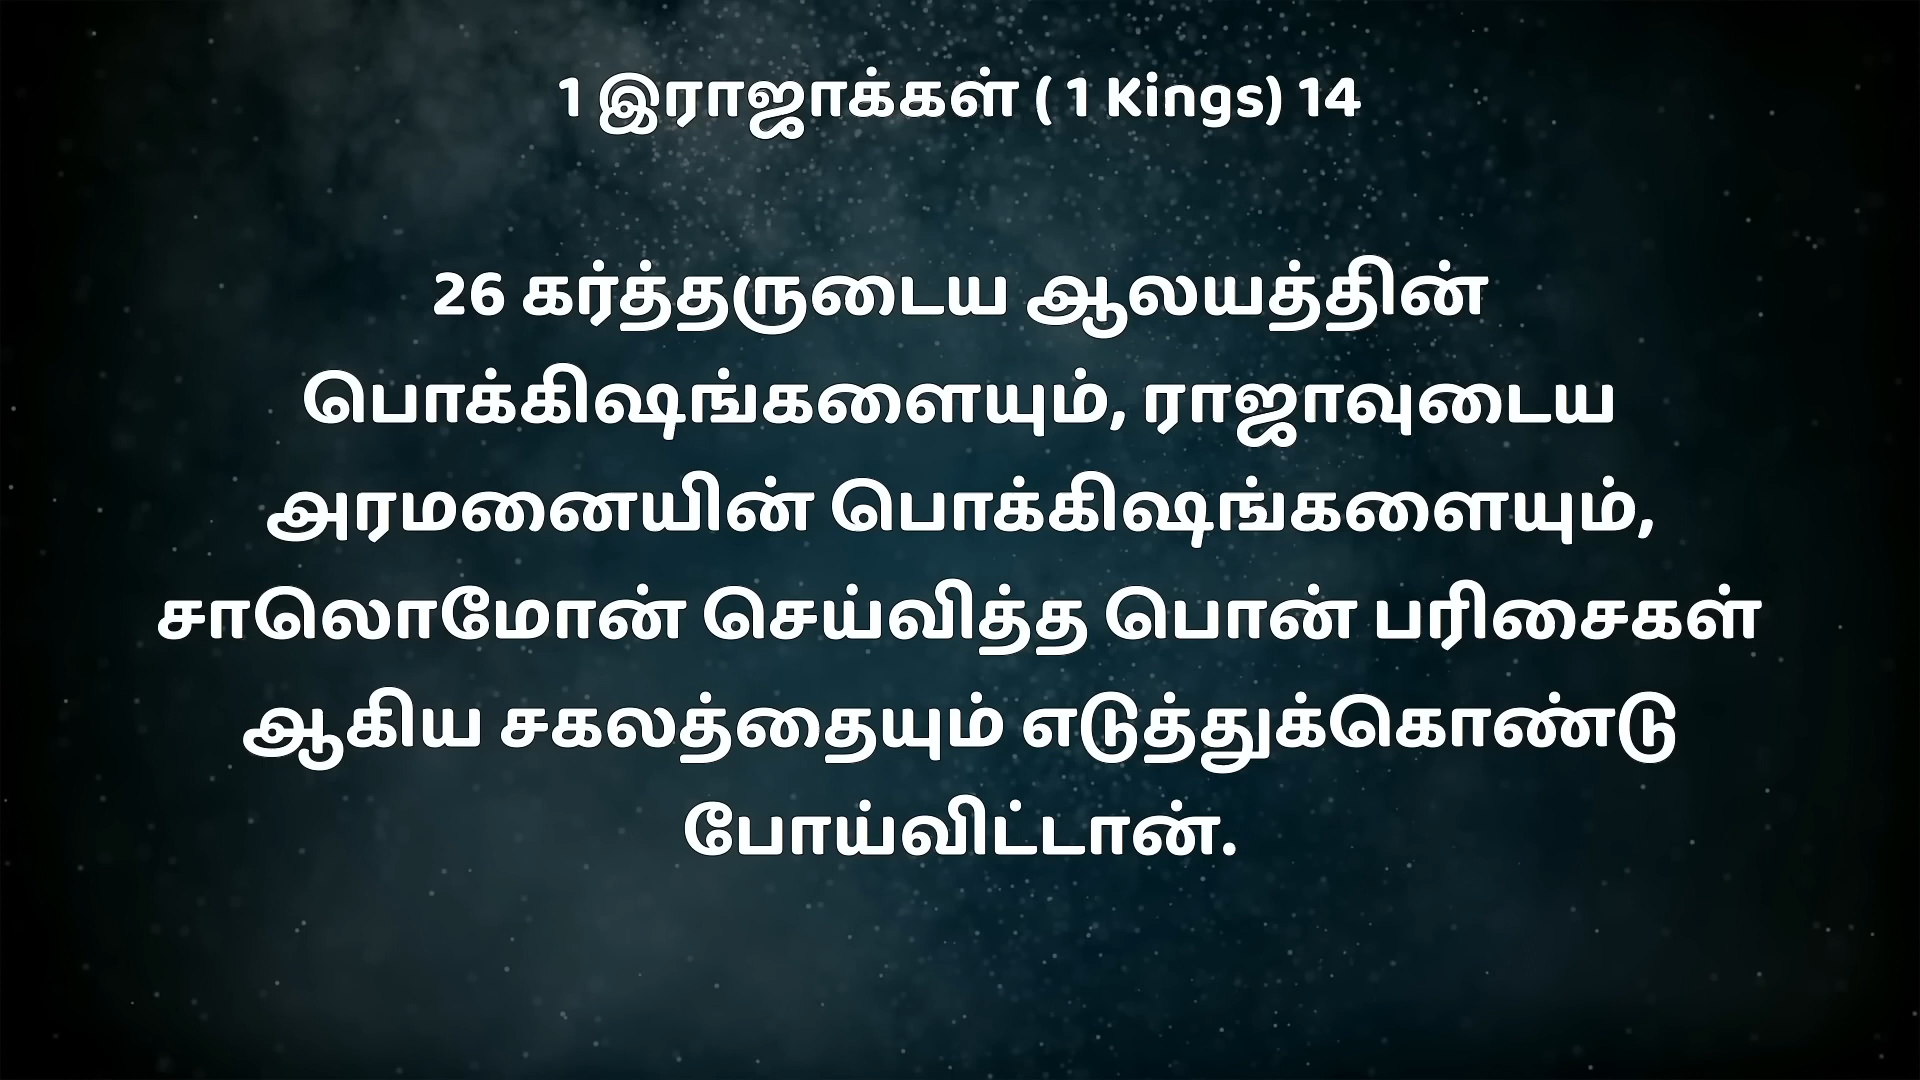 1 இராஜாக்கள் ( 1 Kings) 14
26 கர்த்தருடைய ஆலயத்தின்
பொக்கிஷங்களையும், ராஜாவுடைய
அரமனையின் பொக்கிஷங்களையும்,
சாலொமோன் செய்வித்த பொன் பரிசைகள்
ஆகிய சகலத்தையும் எடுத்துக்கொண்டு
போய்விட்டான்.